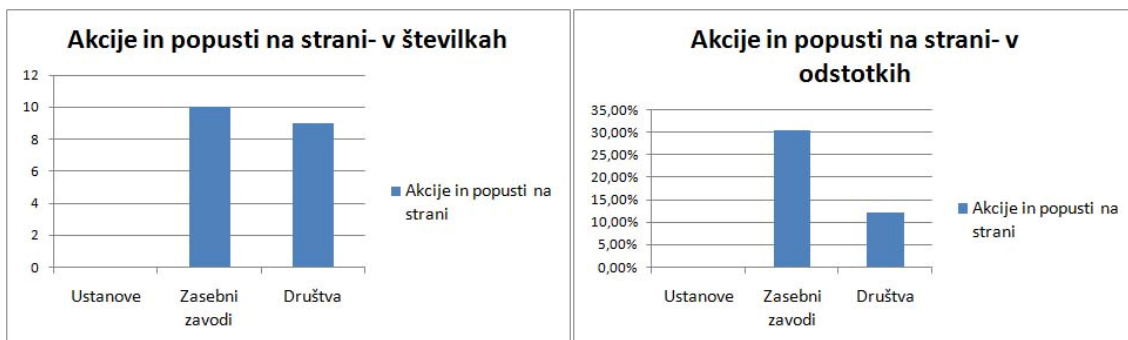 Akcije in popusti na strani- v številkah
12
10
8
6
4
2
0
Ustanove
Zasebni
zavodi
Društva
Akcije in popusti na
strani
Akcije in popusti na strani- v
odstotkih
35,00%
30,00%
25,00%
20,00%
15,00%
10,00%
5,00%
0,00%
Ustanove
Zasebni
zavodi
Društva
Akcije in popusti na
strani